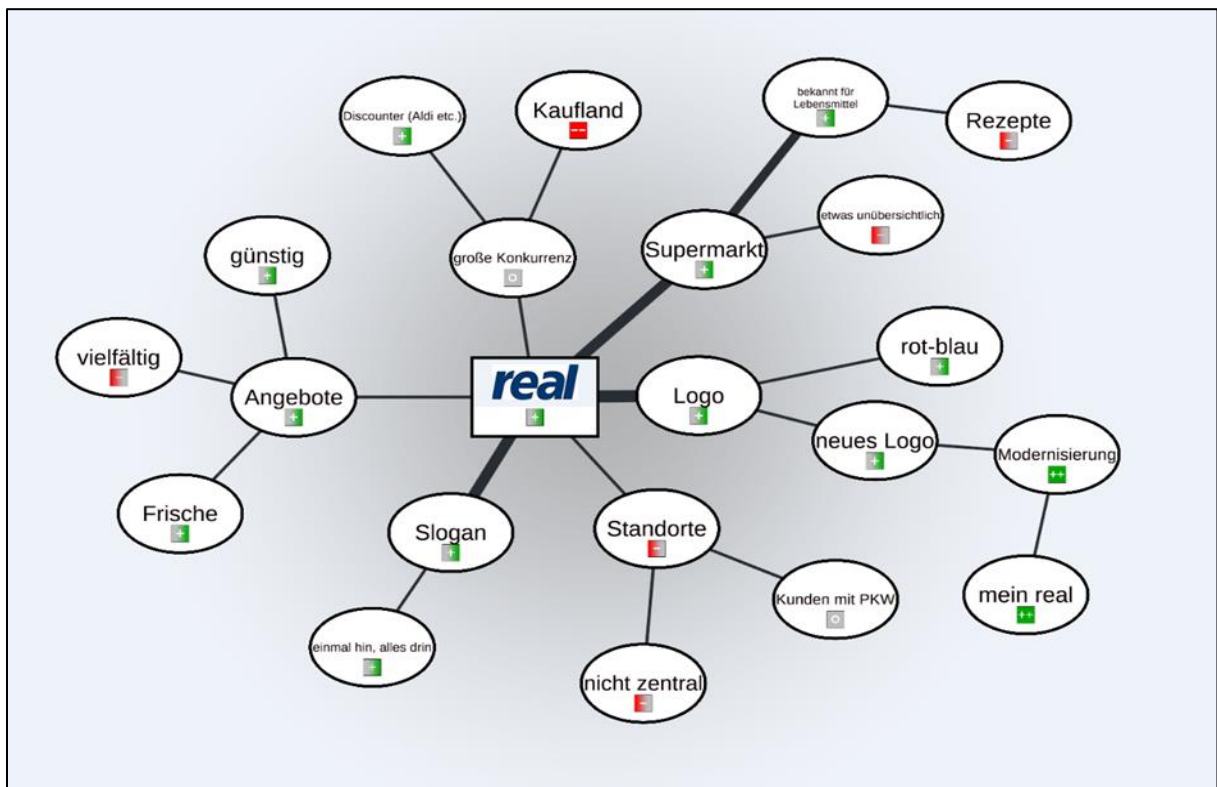 bekannt für
Lebensmittel
+
Kaufland
--
Discounter (Aldi etc.)
+
Rezepte
-
etwas unübersichtlich
-
Supermarkt
+
günstig
+
große Konkurrenz
o
rot-blau
+
vielfältig
-
real
+
Angebote
+
Logo
+
neues Logo
+
Modernisierung
++
Frische
+
Slogan
+
Standorte
-
Kunden mit PKW
o
mein real
++
einmal hin, alles drin
+
nicht zentral
-